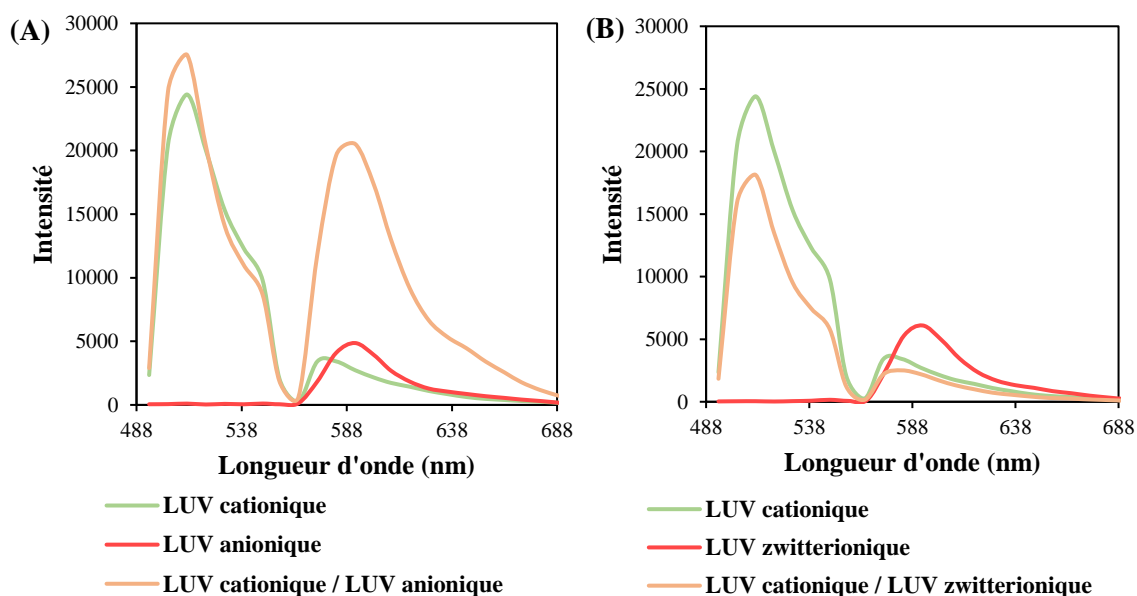 (A)
30000
25000
20000
15000
10000
5000
0
Intensité
488 538 588 638 688
Longueur d'onde (nm)
LUV cationique
LUV anionique
LUV cationique / LUV anionique
(B)
30000
25000
20000
15000
10000
5000
0
Intensité
488 538 588 638 688
Longueur d'onde (nm)
LUV cationique
LUV zwitterionique
LUV cationique / LUV zwitterionique